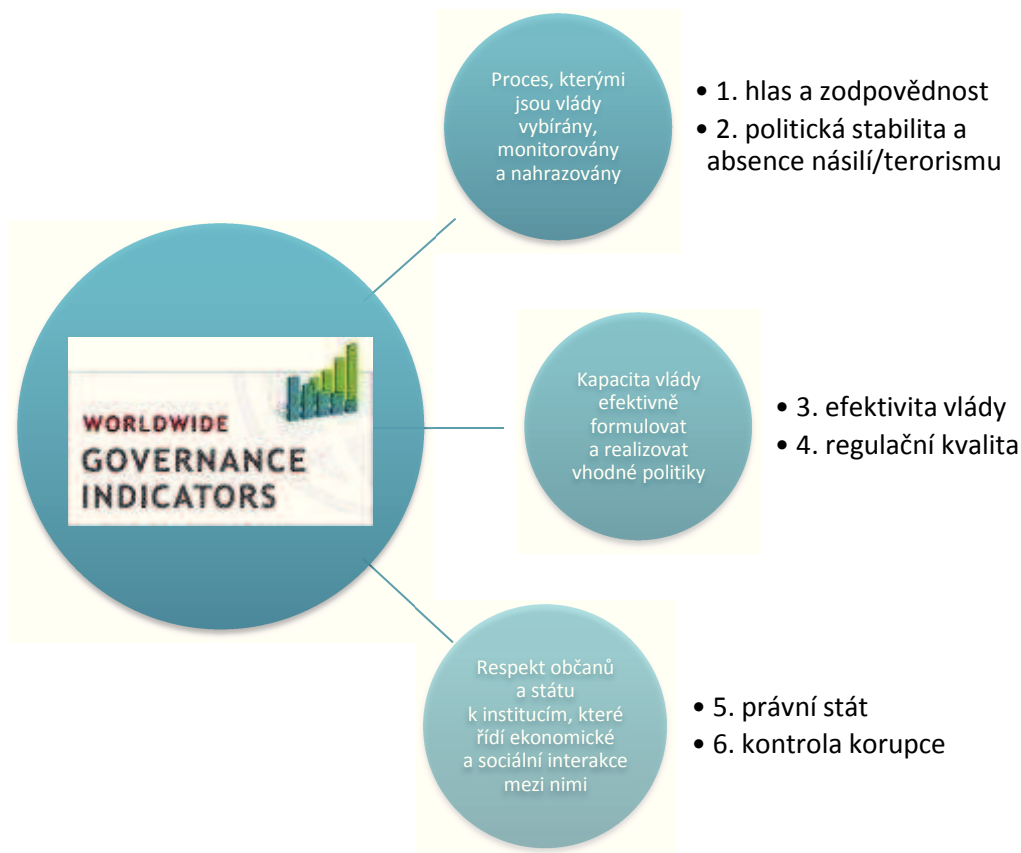 Proces, kterými
jsou vlády
vybírány,
monitorovány
a nahrazovány
• 1. hlas a zodpovědnost
• 2. politická stabilita a
absence násilí/terorismu
WORLDWIDE
GOVERNANCE
INDICATORS
Kapacita vlády
efektivně
formulovat
a realizovat
vhodné politiky
• 3. efektivita vlády
• 4. regulační kvalita
Respekt občanů
a státu
k institucím, které
řídí ekonomické
a sociální interakce
mezi nimi
• 5. právní stát
• 6. kontrola korupce